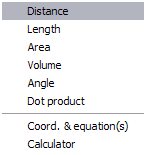 Distance
Length
Area
Volume
Angle
Dot product
Coord. & equation(s)
Calculator